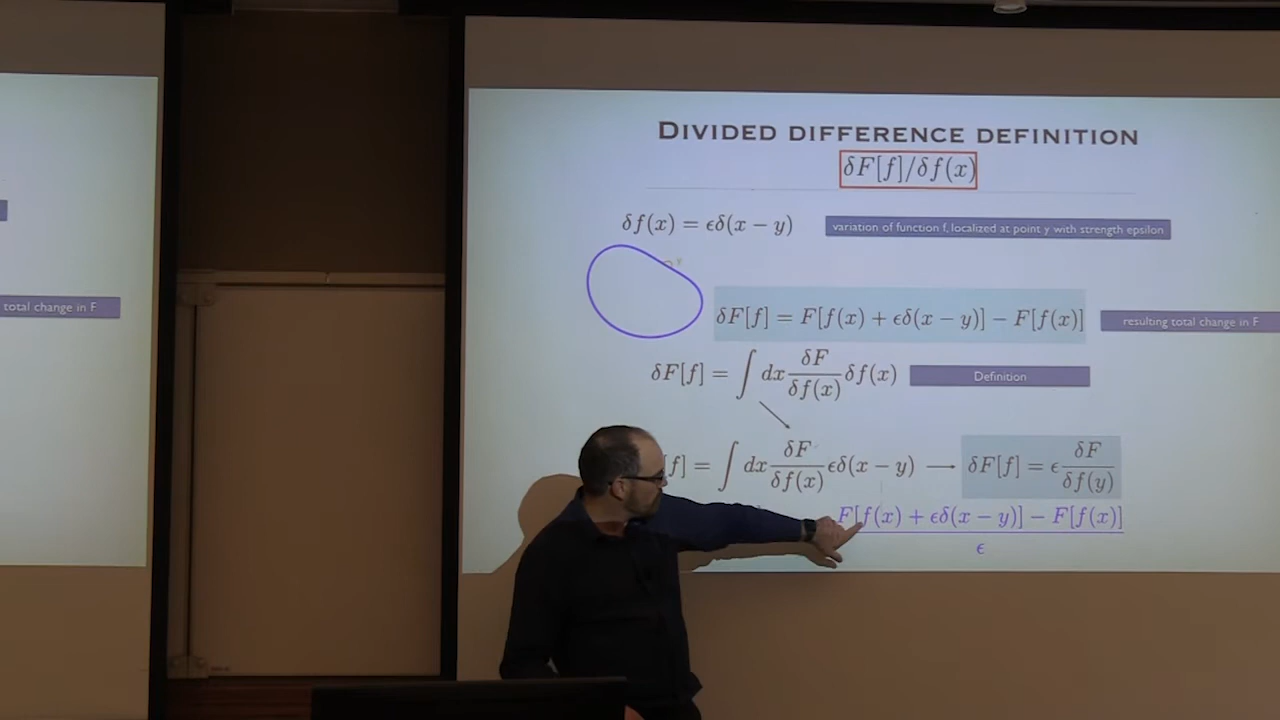 DIVIDED DIFFERENCE DEFINITION
δF[f]/δf(x)
δf(x) = ϵδ(x − y) variation of function f, localized at point y with strength epsilon
total change in F
δF[f] = F[f(x) + ϵδ(x − y)] − F[f(x)] resulting total change in F
δF[f] = ∫ dx δF/δf(x) δf(x) Definition
f] = ∫ dx δF/δf(x) ϵδ(x − y) → δF[f] = ϵ δF/δf(y)
F[f(x) + ϵδ(x − y)] − F[f(x)]
ϵ